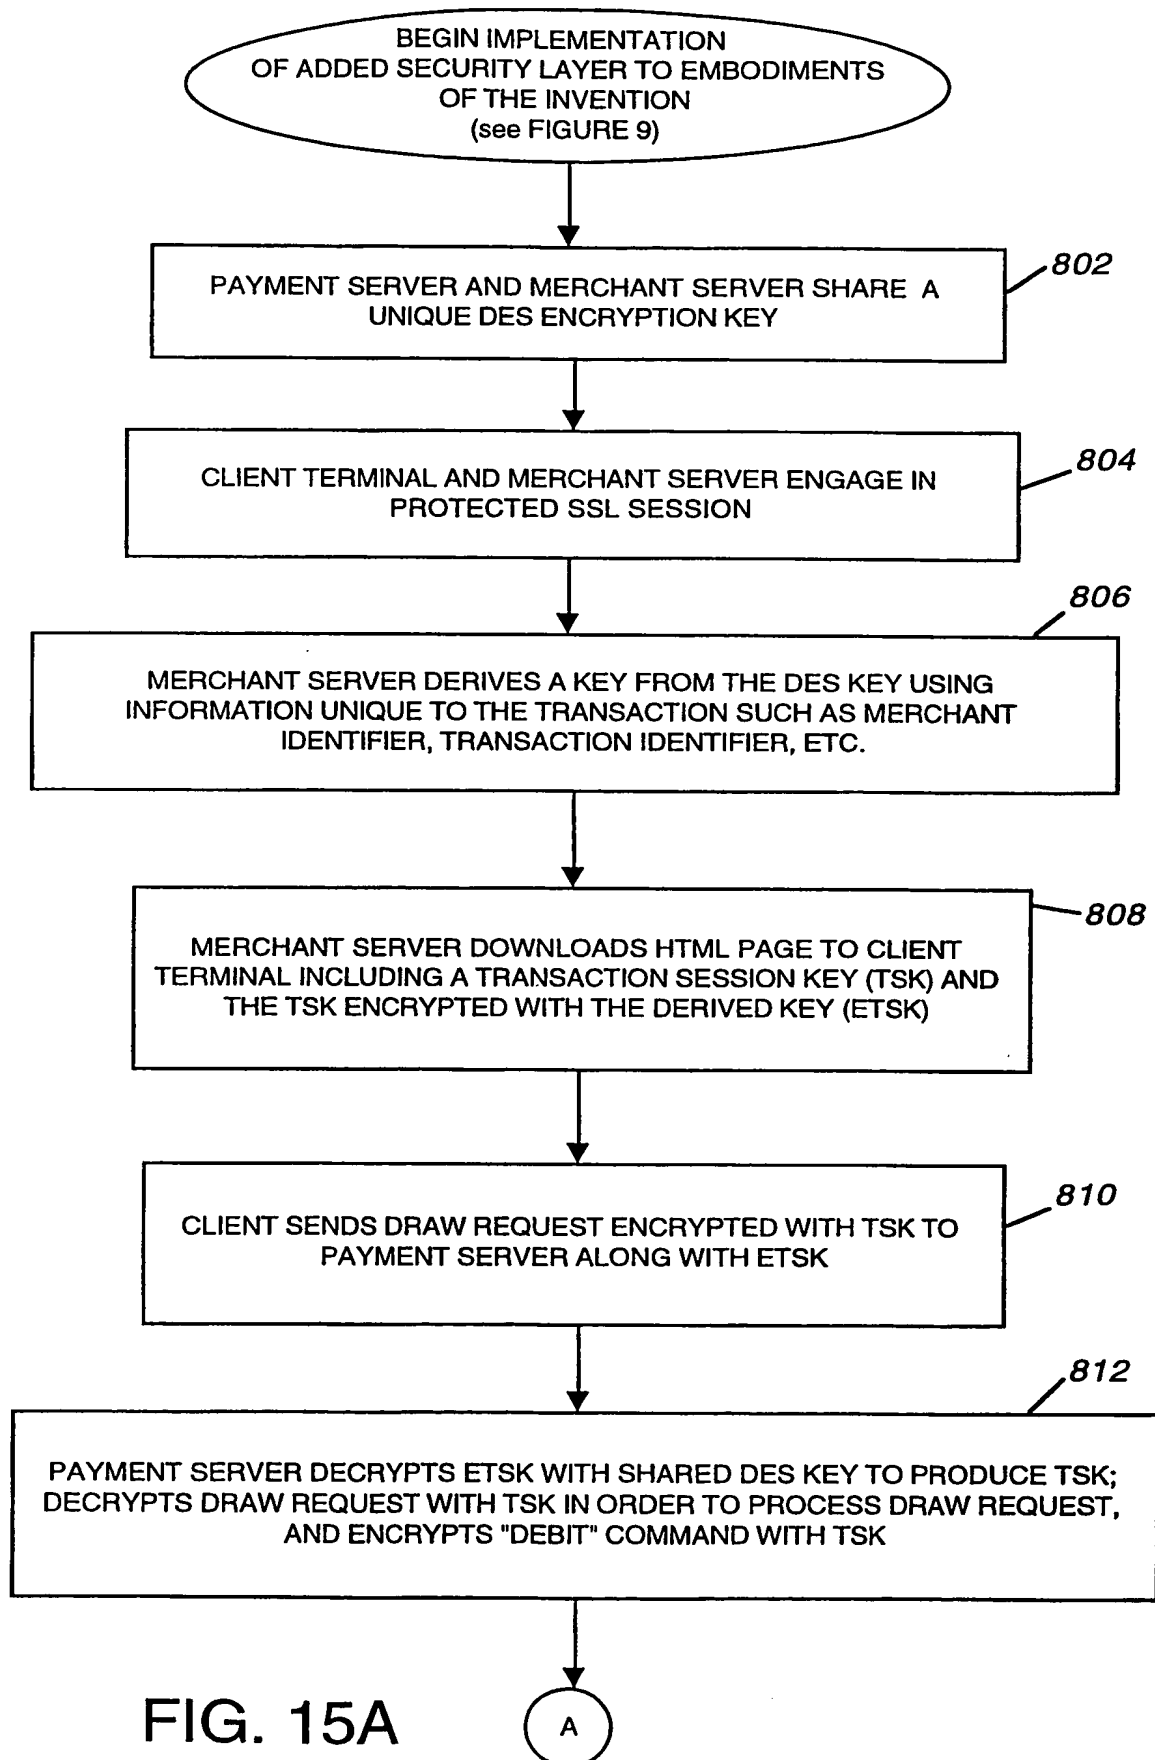 BEGIN IMPLEMENTATION
OF ADDED SECURITY LAYER TO EMBODIMENTS
OF THE INVENTION
(see FIGURE 9)
802
PAYMENT SERVER AND MERCHANT SERVER SHARE A
UNIQUE DES ENCRYPTION KEY
804
CLIENT TERMINAL AND MERCHANT SERVER ENGAGE IN
PROTECTED SSL SESSION
806
MERCHANT SERVER DERIVES A KEY FROM THE DES KEY USING
INFORMATION UNIQUE TO THE TRANSACTION SUCH AS MERCHANT
IDENTIFIER, TRANSACTION IDENTIFIER, ETC.
808
MERCHANT SERVER DOWNLOADS HTML PAGE TO CLIENT
TERMINAL INCLUDING A TRANSACTION SESSION KEY (TSK) AND
THE TSK ENCRYPTED WITH THE DERIVED KEY (ETSK)
810
CLIENT SENDS DRAW REQUEST ENCRYPTED WITH TSK TO
PAYMENT SERVER ALONG WITH ETSK
812
PAYMENT SERVER DECRYPTS ETSK WITH SHARED DES KEY TO PRODUCE TSK;
DECRYPTS DRAW REQUEST WITH TSK IN ORDER TO PROCESS DRAW REQUEST,
AND ENCRYPTS "DEBIT" COMMAND WITH TSK
FIG. 15A
A